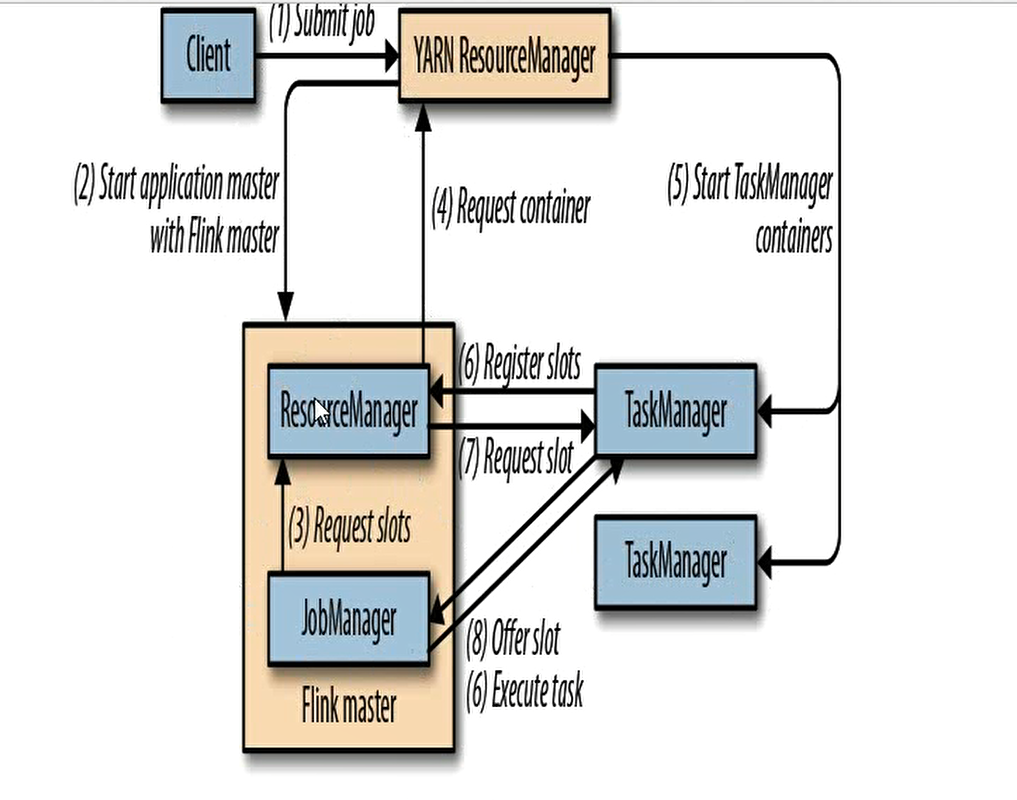 (1) Submit job
Client
YARN ResourceManager
(2) Start application master
with Flink master
(4) Request container
(5) Start TaskManager
containers
(6) Register slots
ResourceManager
TaskManager
(7) Request slot
(3) Request slots
TaskManager
JobManager
(8) Offer slot
(6) Execute task
Flink master